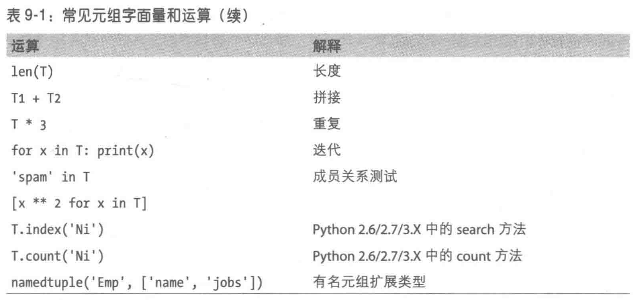 表 9-1：常见元组字面量和运算（续）
运算 解释
len(T) 长度
T1 + T2 拼接
T * 3 重复
for x in T: print(x) 迭代
'spam' in T 成员关系测试
[x ** 2 for x in T]
T.index('Ni') Python 2.6/2.7/3.X 中的 search 方法
T.count('Ni') Python 2.6/2.7/3.X 中的 count 方法
namedtuple('Emp', ['name', 'jobs']) 有名元组扩展类型